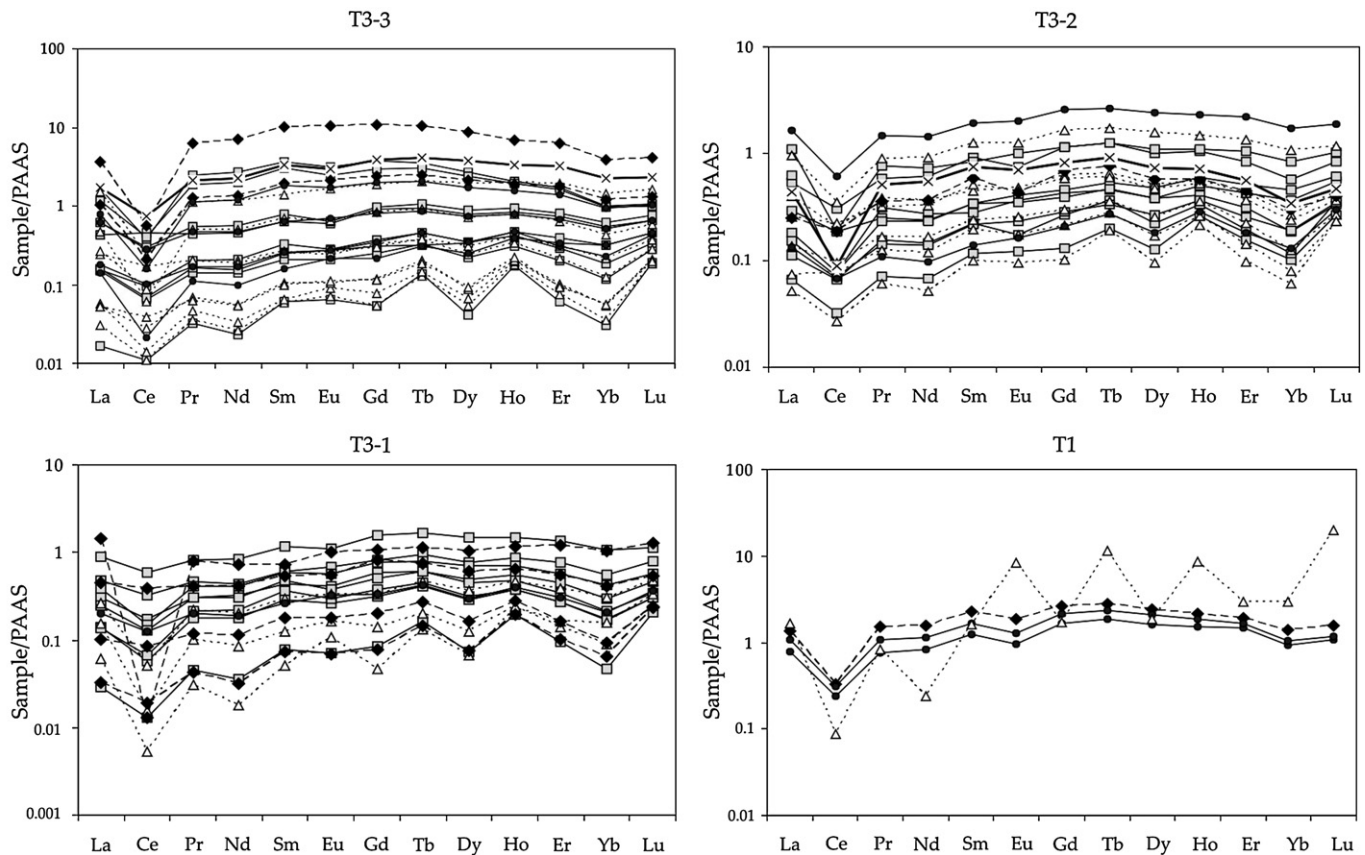 T3-3
Sample/PAAS
100
10
1
0.1
0.01
La Ce Pr Nd Sm Eu Gd Tb Dy Ho Er Yb Lu
T3-2
Sample/PAAS
10
1
0.1
0.01
La Ce Pr Nd Sm Eu Gd Tb Dy Ho Er Yb Lu
T3-1
Sample/PAAS
10
1
0.1
0.01
0.001
La Ce Pr Nd Sm Eu Gd Tb Dy Ho Er Yb Lu
T1
Sample/PAAS
100
10
1
0.1
0.01
La Ce Pr Nd Sm Eu Gd Tb Dy Ho Er Yb Lu